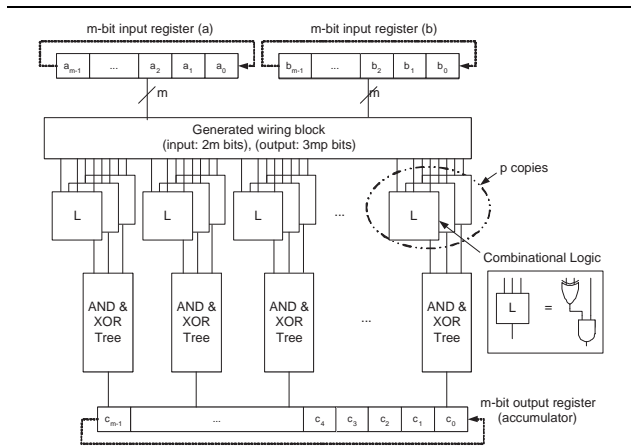 m-bit input register (a)
m-bit input register (b)
a_{m-1} ... a_2 a_1 a_0
b_{m-1} ... b_2 b_1 b_0
m
m
Generated wiring block
(input: 2m bits), (output: 3mp bits)
p copies
L
L
L
...
L
Combinational Logic
L =
AND &
XOR
Tree
AND &
XOR
Tree
AND &
XOR
Tree
...
AND &
XOR
Tree
m-bit output register
(accumulator)
c_{m-1} ... c_4 c_3 c_2 c_1 c_0